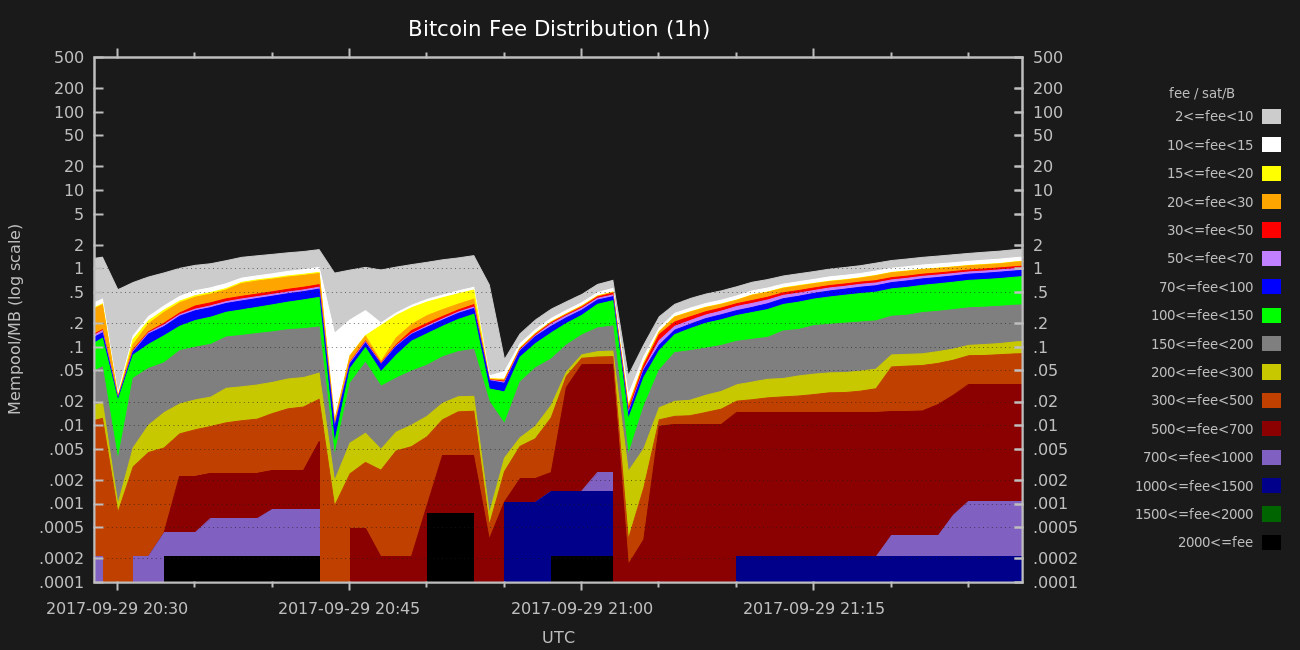 Bitcoin Fee Distribution (1h)
Mempool/MB (log scale)
500
200
100
50
20
10
5
2
1
.5
.2
.1
.05
.02
.01
.005
.002
.001
.0005
.0002
.0001
500
200
100
50
20
10
5
2
1
.5
.2
.1
.05
.02
.01
.005
.002
.001
.0005
.0002
.0001
2017-09-29 20:30 2017-09-29 20:45 2017-09-29 21:00 2017-09-29 21:15
UTC
fee / sat/B
2<=fee<10
10<=fee<15
15<=fee<20
20<=fee<30
30<=fee<50
50<=fee<70
70<=fee<100
100<=fee<150
150<=fee<200
200<=fee<300
300<=fee<500
500<=fee<700
700<=fee<1000
1000<=fee<1500
1500<=fee<2000
2000<=fee